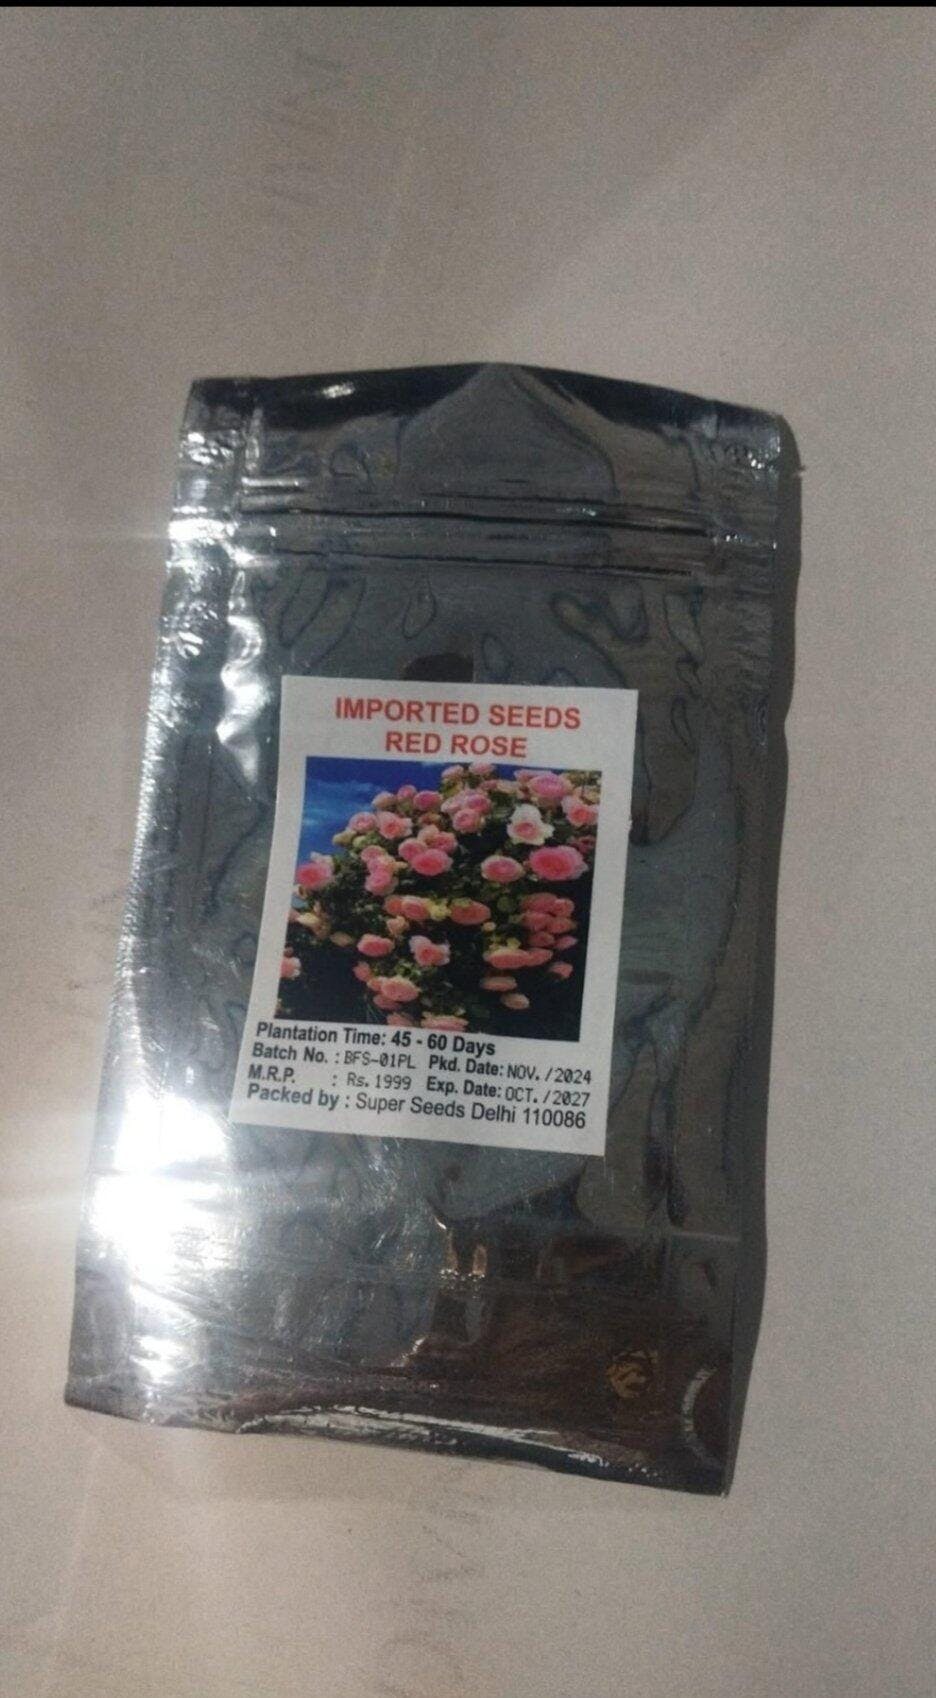 IMPORTED SEEDS
RED ROSE
Plantation Time: 45 - 60 Days
Batch No. : BFS-01PL Pkd. Date: NOV. /2024
M.R.P. : Rs. 1999 Exp. Date: OCT. /2027
Packed by : Super Seeds Delhi 110086